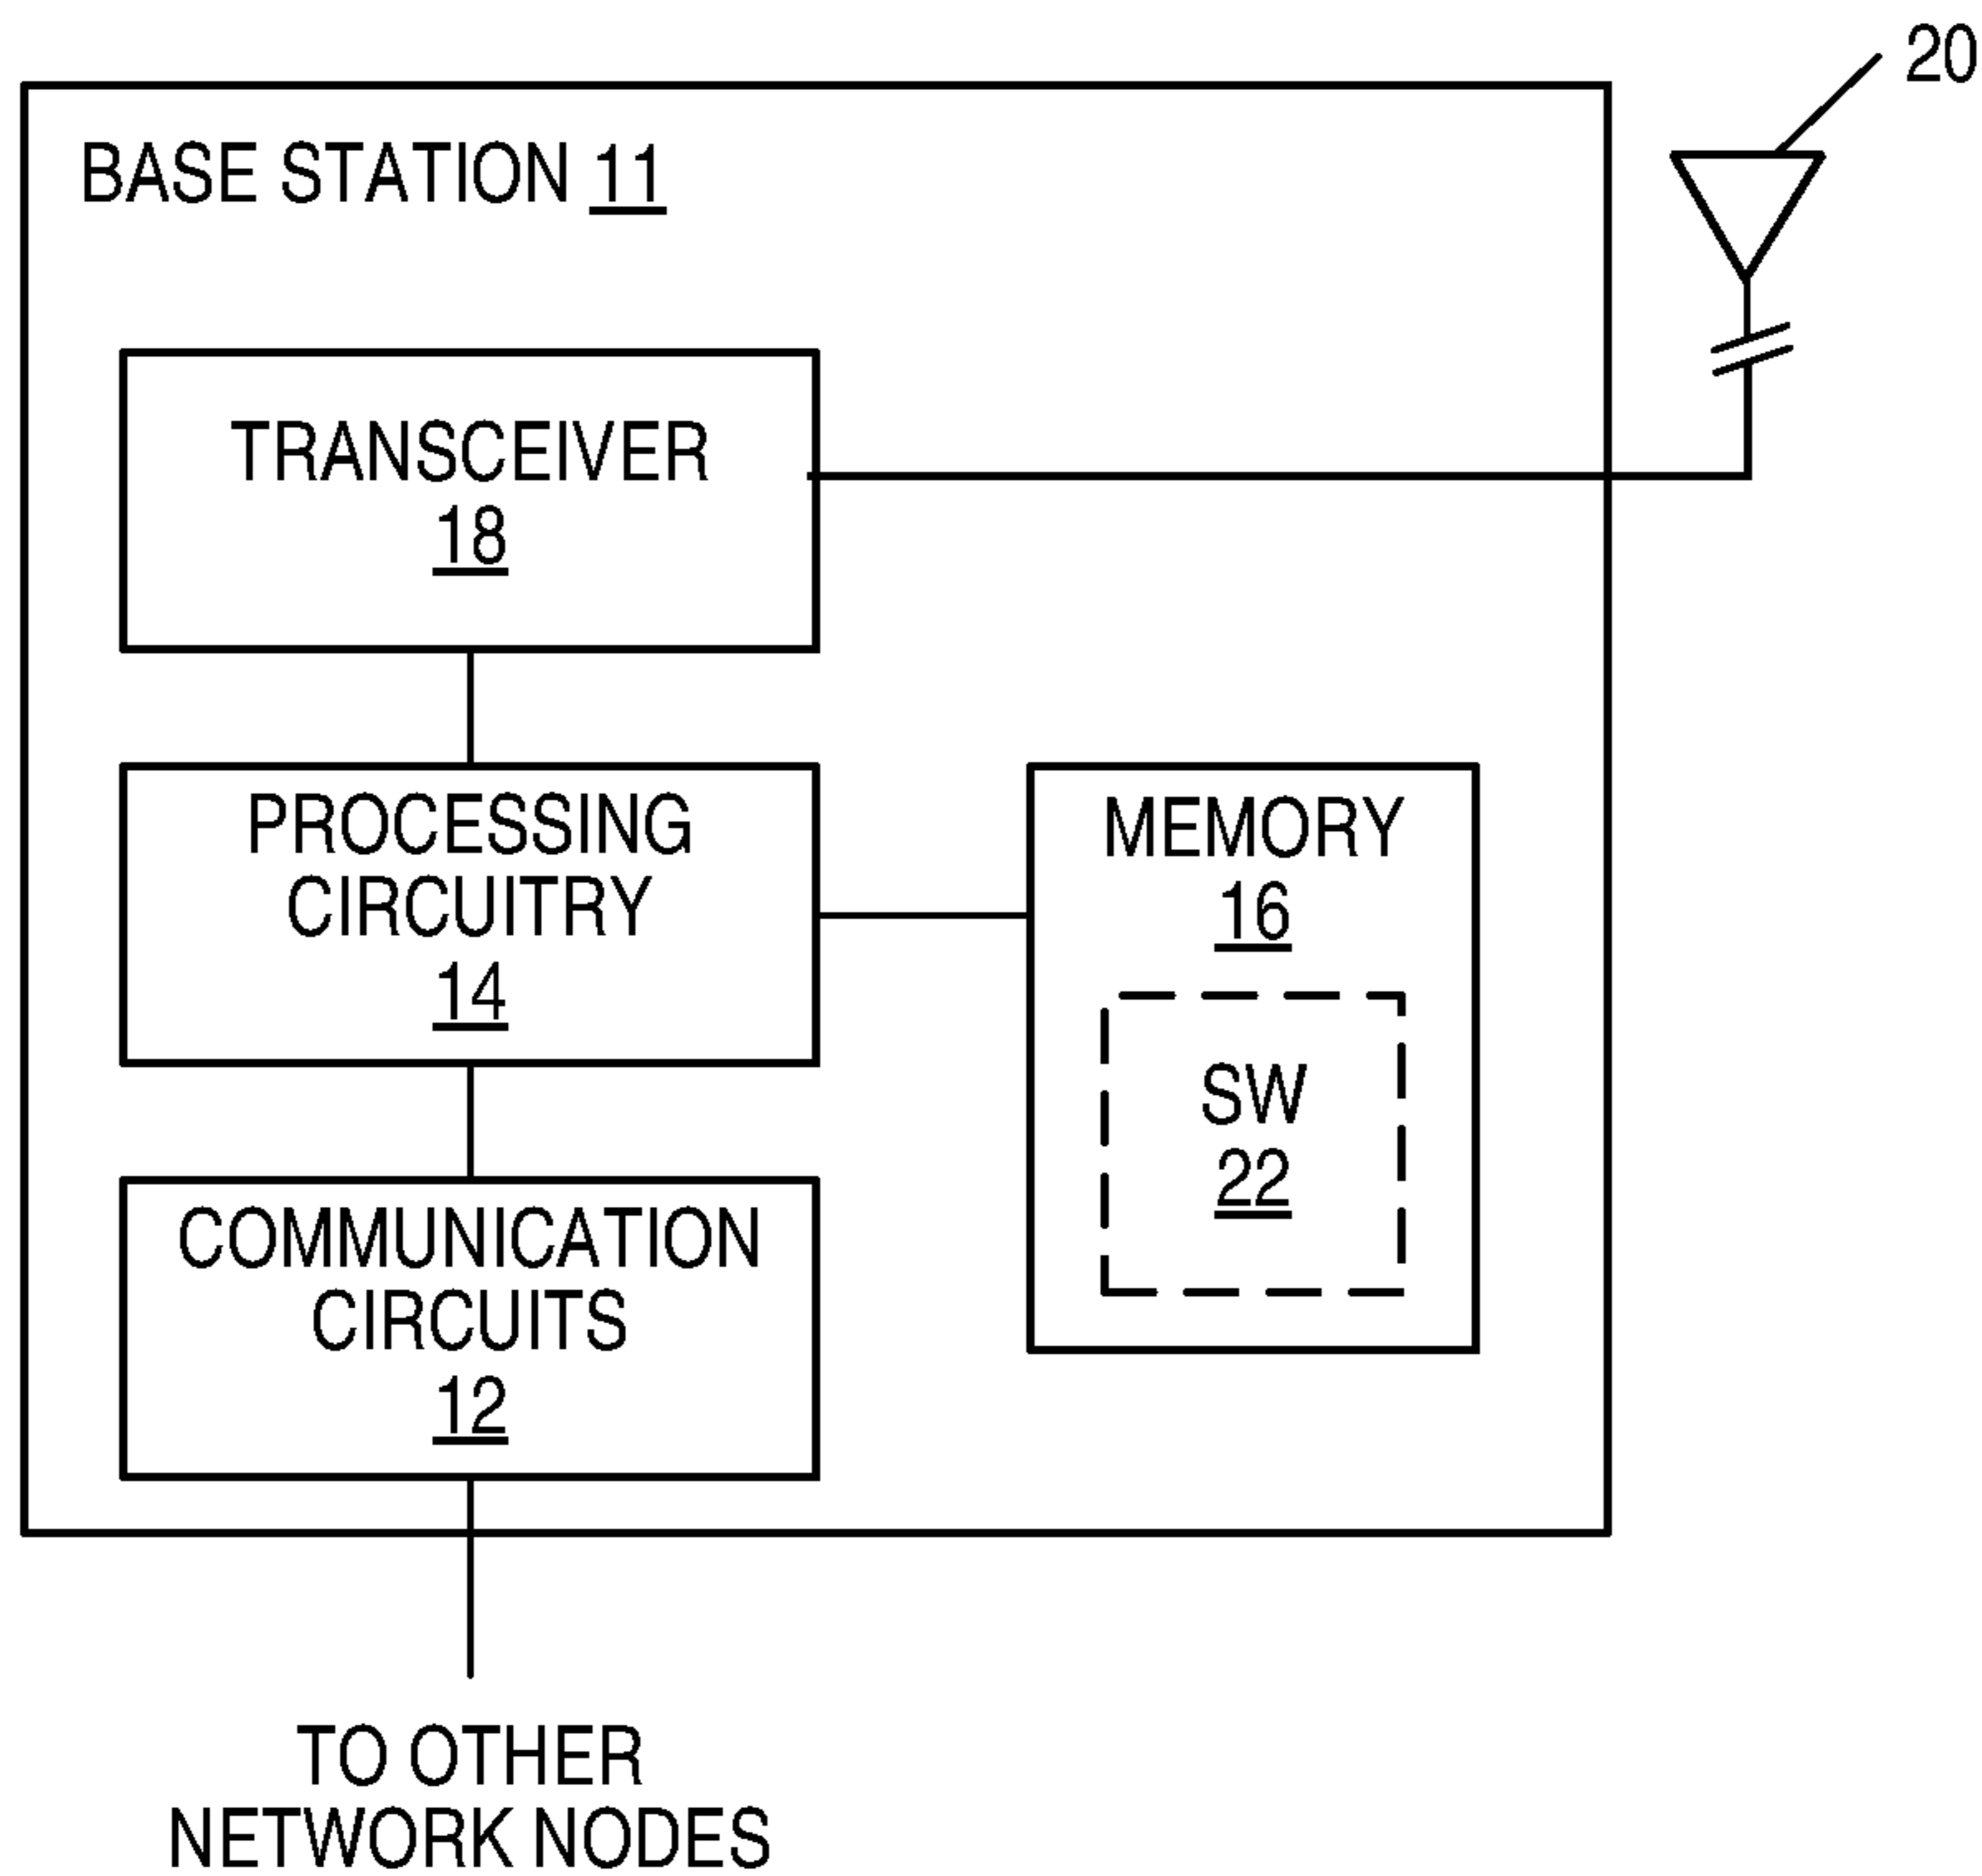 20
BASE STATION 11
TRANSCEIVER
18
PROCESSING
CIRCUITRY
14
MEMORY
16
SW
22
COMMUNICATION
CIRCUITS
12
TO OTHER
NETWORK NODES